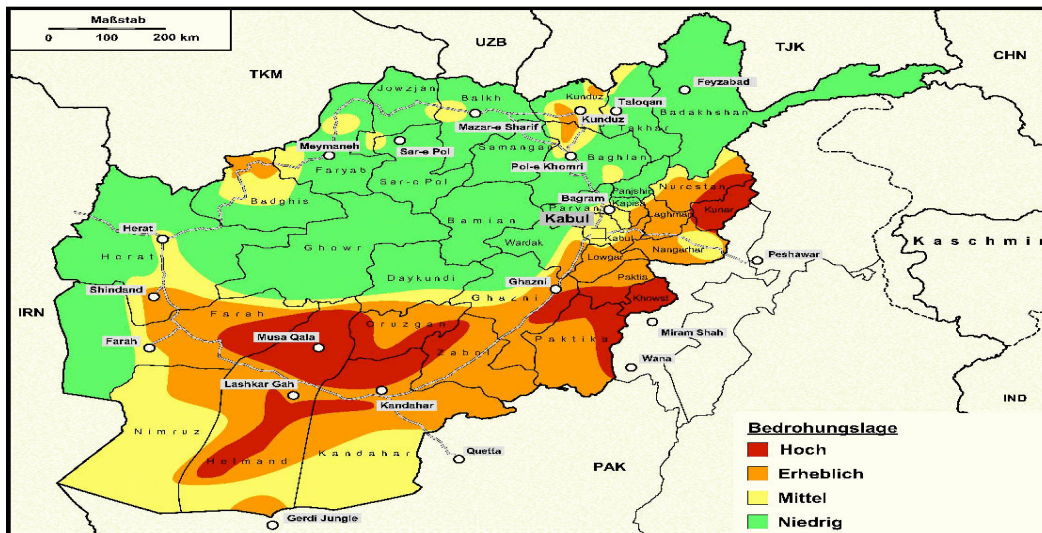 Maßstab
0 100 200 km
UZB
TJK
CHN
TKM
Feyzabad
Jowzjan
Balkh
Kunduz
Taloqan
Badakhshan
Kunduz
Mazar-e Sharif
Takhar
Meymaneh
Sar-e Pol
Samangan
Pol-e Khomri
Faryab
Baghlan
Sar-e Pol
Badghis
Panjshir
Nurestan
Bagram
Kapisa
Parvan
Kunar
Laghman
Kabul
Bamian
Herat
Kabul
Wardak
Nangarhar
Ghowr
Lowgar
Peshawar
Kaschmir
Herat
Daykundi
Ghazni
Paktia
Shindand
Ghazni
Khowst
IRN
Farah
Oruzgan
Miram Shah
Musa Qala
Paktika
Farah
Zabol
Wana
Lashkar Gah
Kandahar
IND
Nimruz
Bedrohungslage
Kandahar
Quetta
Hoch
Helmand
PAK
Erheblich
Mittel
Gerdi Jungle
Niedrig